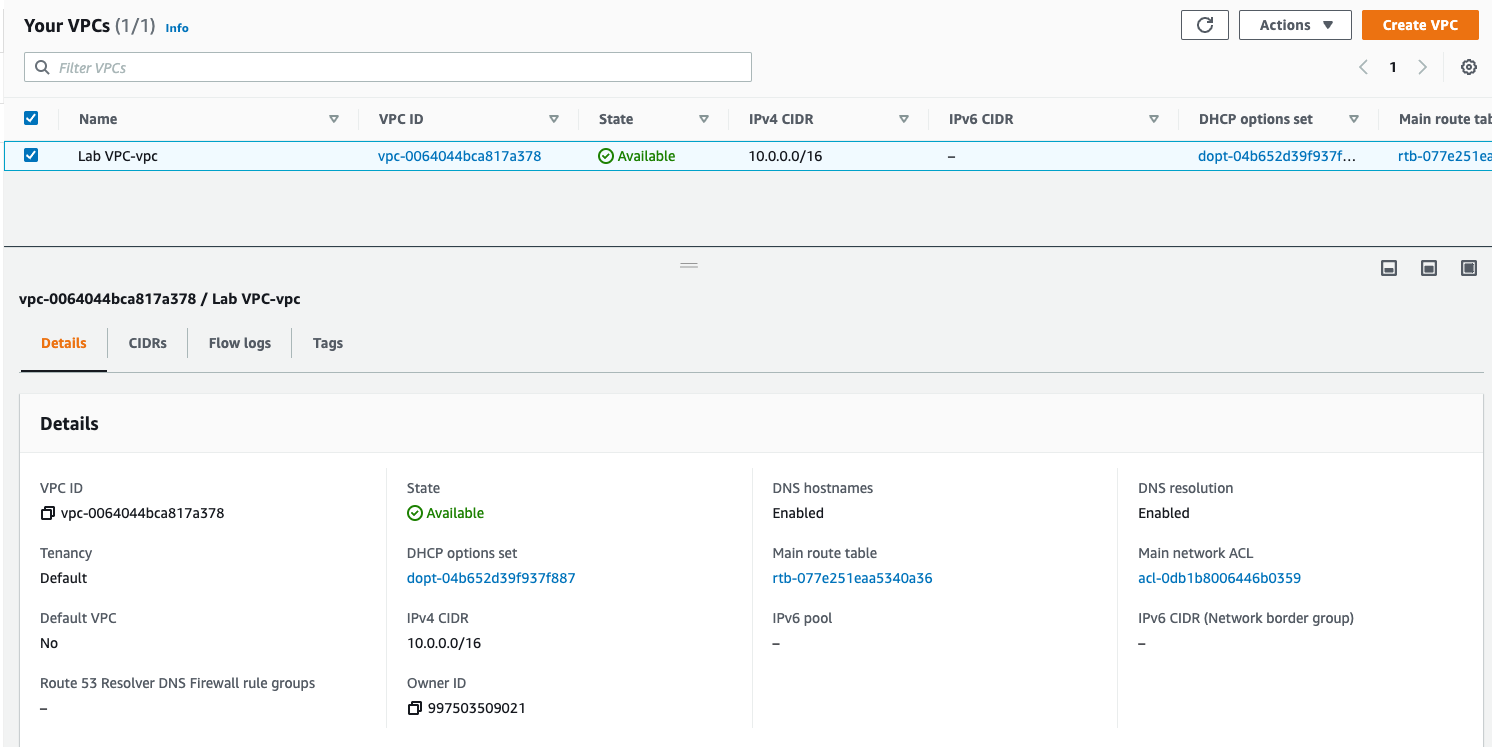 Your VPCs (1/1) Info
Actions
Create VPC
Filter VPCs
1
Name VPC ID State IPv4 CIDR IPv6 CIDR DHCP options set Main route tab
Lab VPC-vpc vpc-0064044bca817a378 Available 10.0.0.0/16 – dopt-04b652d39f937f... rtb-077e251ea
vpc-0064044bca817a378 / Lab VPC-vpc
Details CIDRs Flow logs Tags
Details
VPC ID State DNS hostnames DNS resolution
vpc-0064044bca817a378 Available Enabled Enabled
Tenancy DHCP options set Main route table Main network ACL
Default dopt-04b652d39f937f887 rtb-077e251eaa5340a36 acl-0db1b8006446b0359
Default VPC IPv4 CIDR IPv6 pool IPv6 CIDR (Network border group)
No 10.0.0.0/16 – –
Route 53 Resolver DNS Firewall rule groups Owner ID
– 997503509021